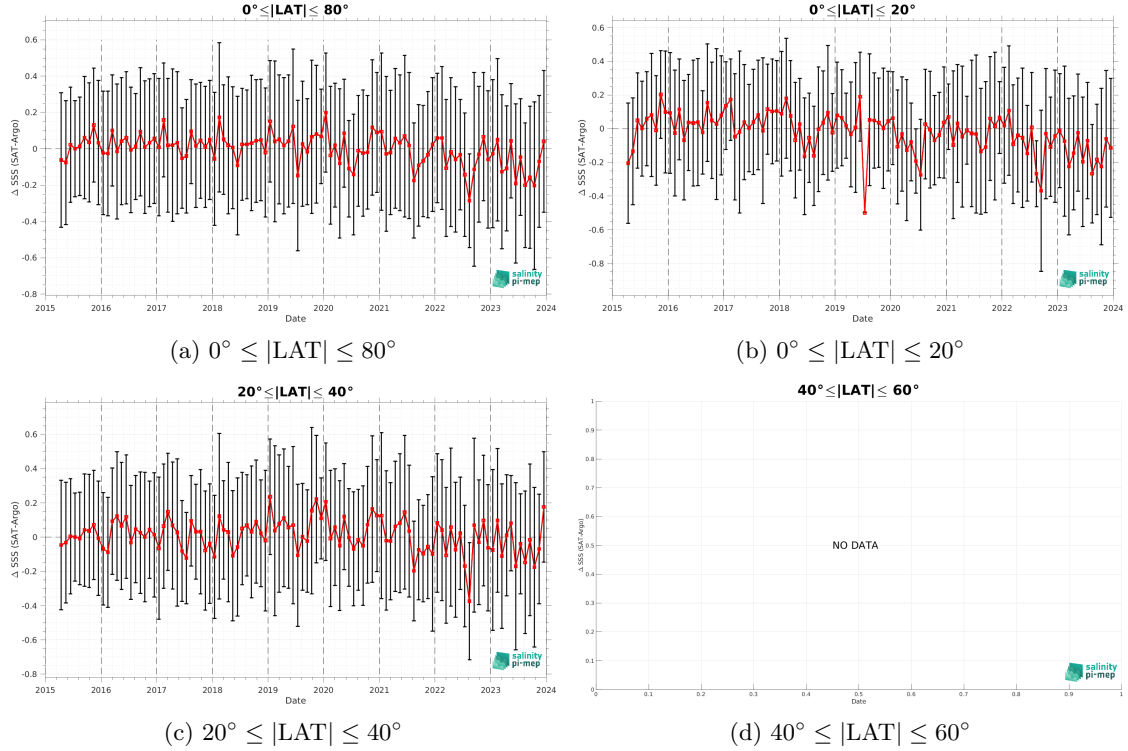 0°≤|LAT|≤ 80°
Δ SSS (SAT-Argo)
0.6
0.4
0.2
0
-0.2
-0.4
-0.6
-0.8
2015 2016 2017 2018 2019 2020 2021 2022 2023 2024
Date
salinity
pi-mep
(a) 0° ≤ |LAT| ≤ 80°
0°≤|LAT|≤ 20°
Δ SSS (SAT-Argo)
0.6
0.4
0.2
0
-0.2
-0.4
-0.6
-0.8
2015 2016 2017 2018 2019 2020 2021 2022 2023 2024
Date
salinity
pi-mep
(b) 0° ≤ |LAT| ≤ 20°
20°≤|LAT|≤ 40°
Δ SSS (SAT-Argo)
0.6
0.4
0.2
0
-0.2
-0.4
-0.6
-0.8
2015 2016 2017 2018 2019 2020 2021 2022 2023 2024
Date
salinity
pi-mep
(c) 20° ≤ |LAT| ≤ 40°
40°≤|LAT|≤ 60°
Δ SSS (SAT-Argo)
1
0.9
0.8
0.7
0.6
0.5
0.4
0.3
0.2
0.1
0
NO DATA
0 0.1 0.2 0.3 0.4 0.5 0.6 0.7 0.8 0.9 1
Date
salinity
pi-mep
(d) 40° ≤ |LAT| ≤ 60°